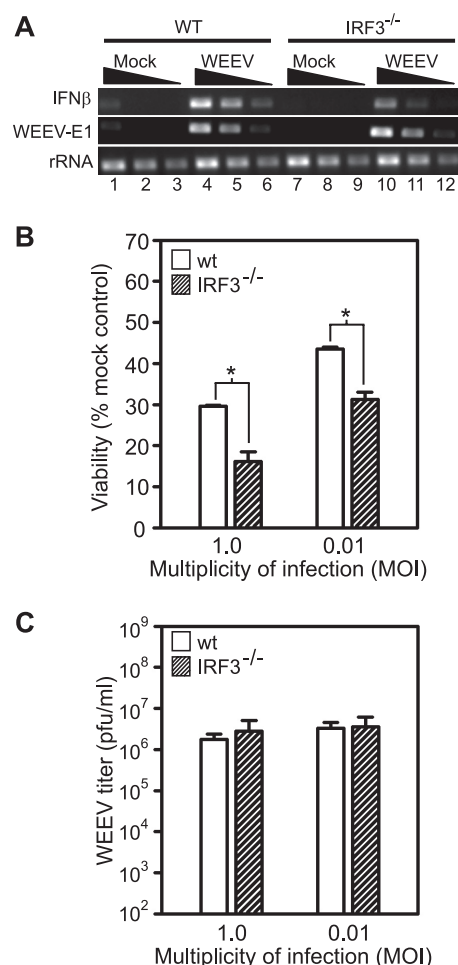 A
WT IRF3-/-
Mock WEEV Mock WEEV
IFNβ
WEEV-E1
rRNA
1 2 3 4 5 6 7 8 9 10 11 12
B
70
60
50
40
30
20
10
0
Viability (% mock control)
wt
IRF3-/-
* *
1.0 0.01
Multiplicity of infection (MOI)
C
10^9
10^8
10^7
10^6
10^5
10^4
10^3
10^2
WEEV titer (pfu/ml)
wt
IRF3-/-
1.0 0.01
Multiplicity of infection (MOI)